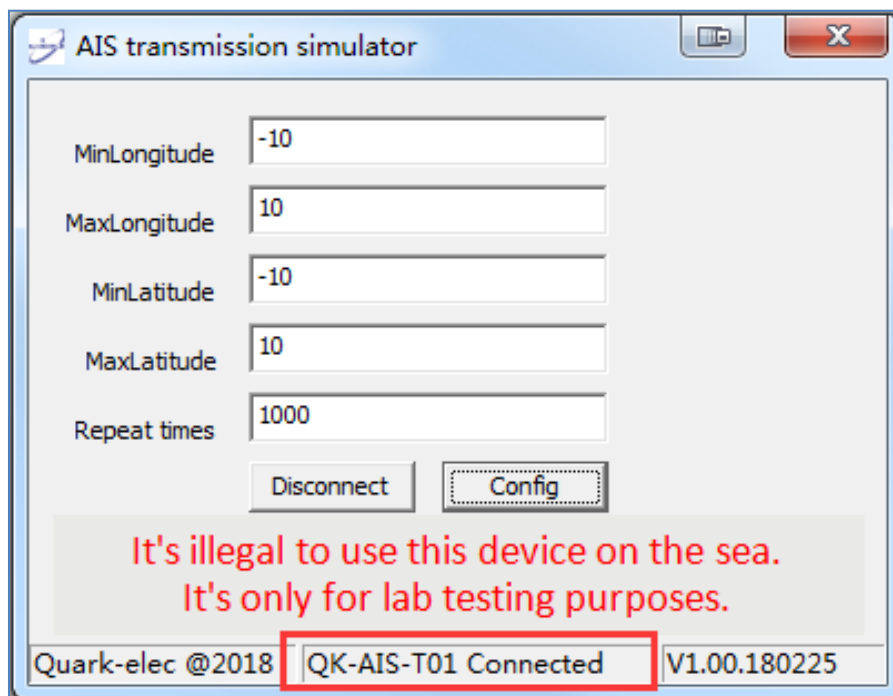 AIS transmission simulator
MinLongitude -10
MaxLongitude 10
MinLatitude -10
MaxLatitude 10
Repeat times 1000
Disconnect Config
It's illegal to use this device on the sea.
It's only for lab testing purposes.
Quark-elec @2018 QK-AIS-T01 Connected V1.00.180225